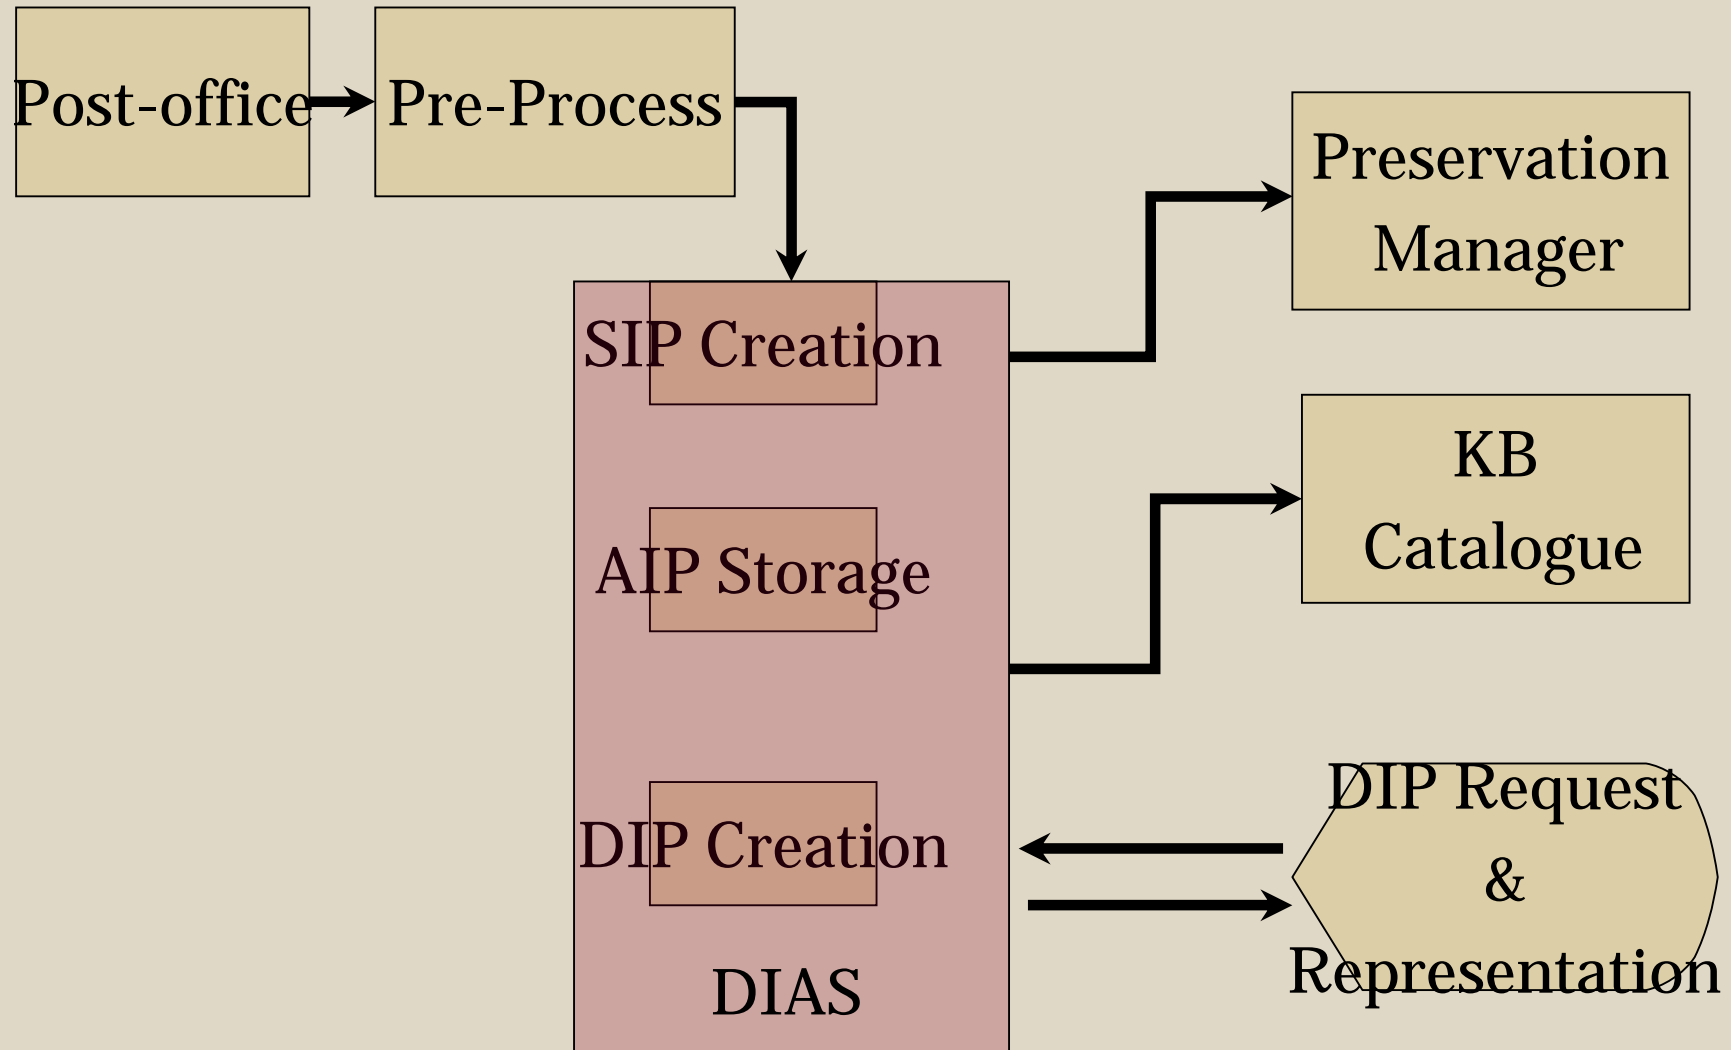 Post-office
Pre-Process
Preservation
Manager
SIP Creation
KB
Catalogue
AIP Storage
DIP Request
&
Representation
DIP Creation
DIAS